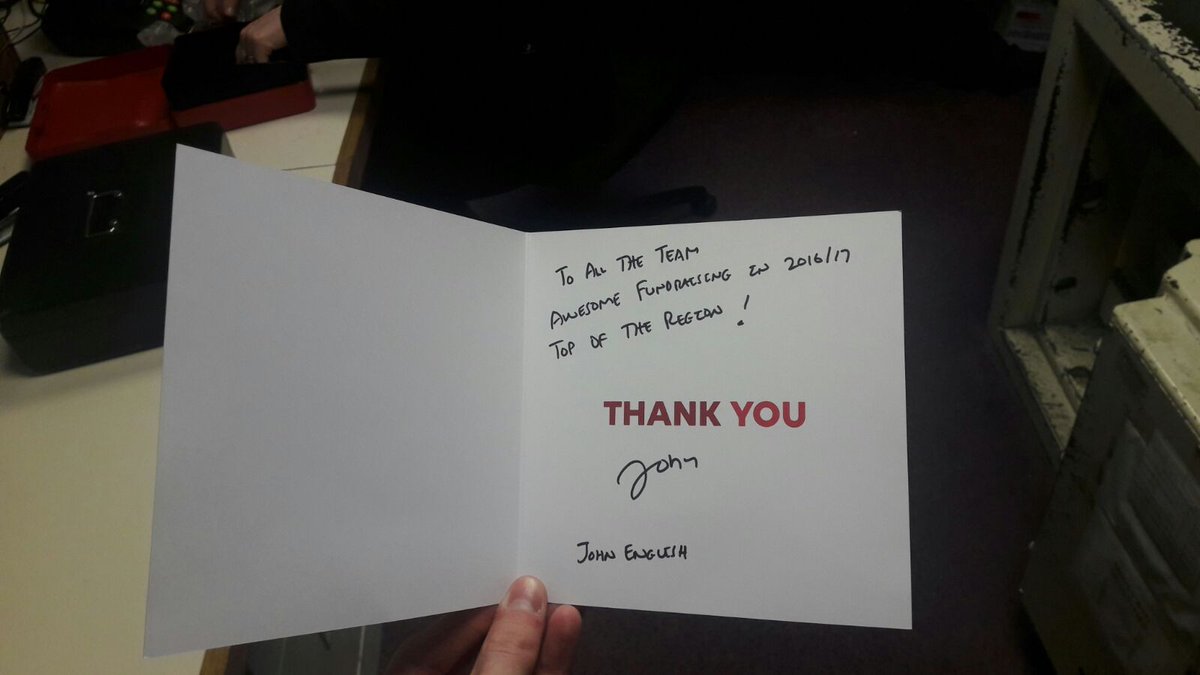 To All The Team
Awesome Fundraising in 2016/17
Top of the Region!
THANK YOU
John
John English